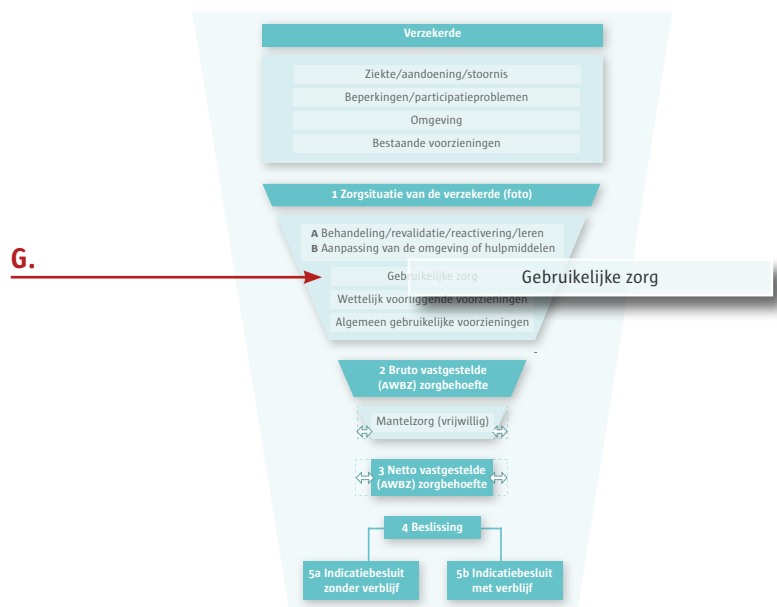 Verzekerde
Ziekte/aandoening/stoornis
Beperkingen/participatieproblemen
Omgeving
Bestaande voorzieningen
1 Zorgsituatie van de verzekerde (foto)
A Behandeling/revalidatie/reactivering/leren
B Aanpassing van de omgeving of hulpmiddelen
G.
Gebruikelijke zorg
Gebruikelijke zorg
Wettelijk voorliggende voorzieningen
Algemeen gebruikelijke voorzieningen
2 Bruto vastgestelde
(AWBZ) zorgbehoefte
Mantelzorg (vrijwillig)
3 Netto vastgestelde
(AWBZ) zorgbehoefte
4 Beslissing
5a Indicatiebesluit
zonder verblijf
5b Indicatiebesluit
met verblijf